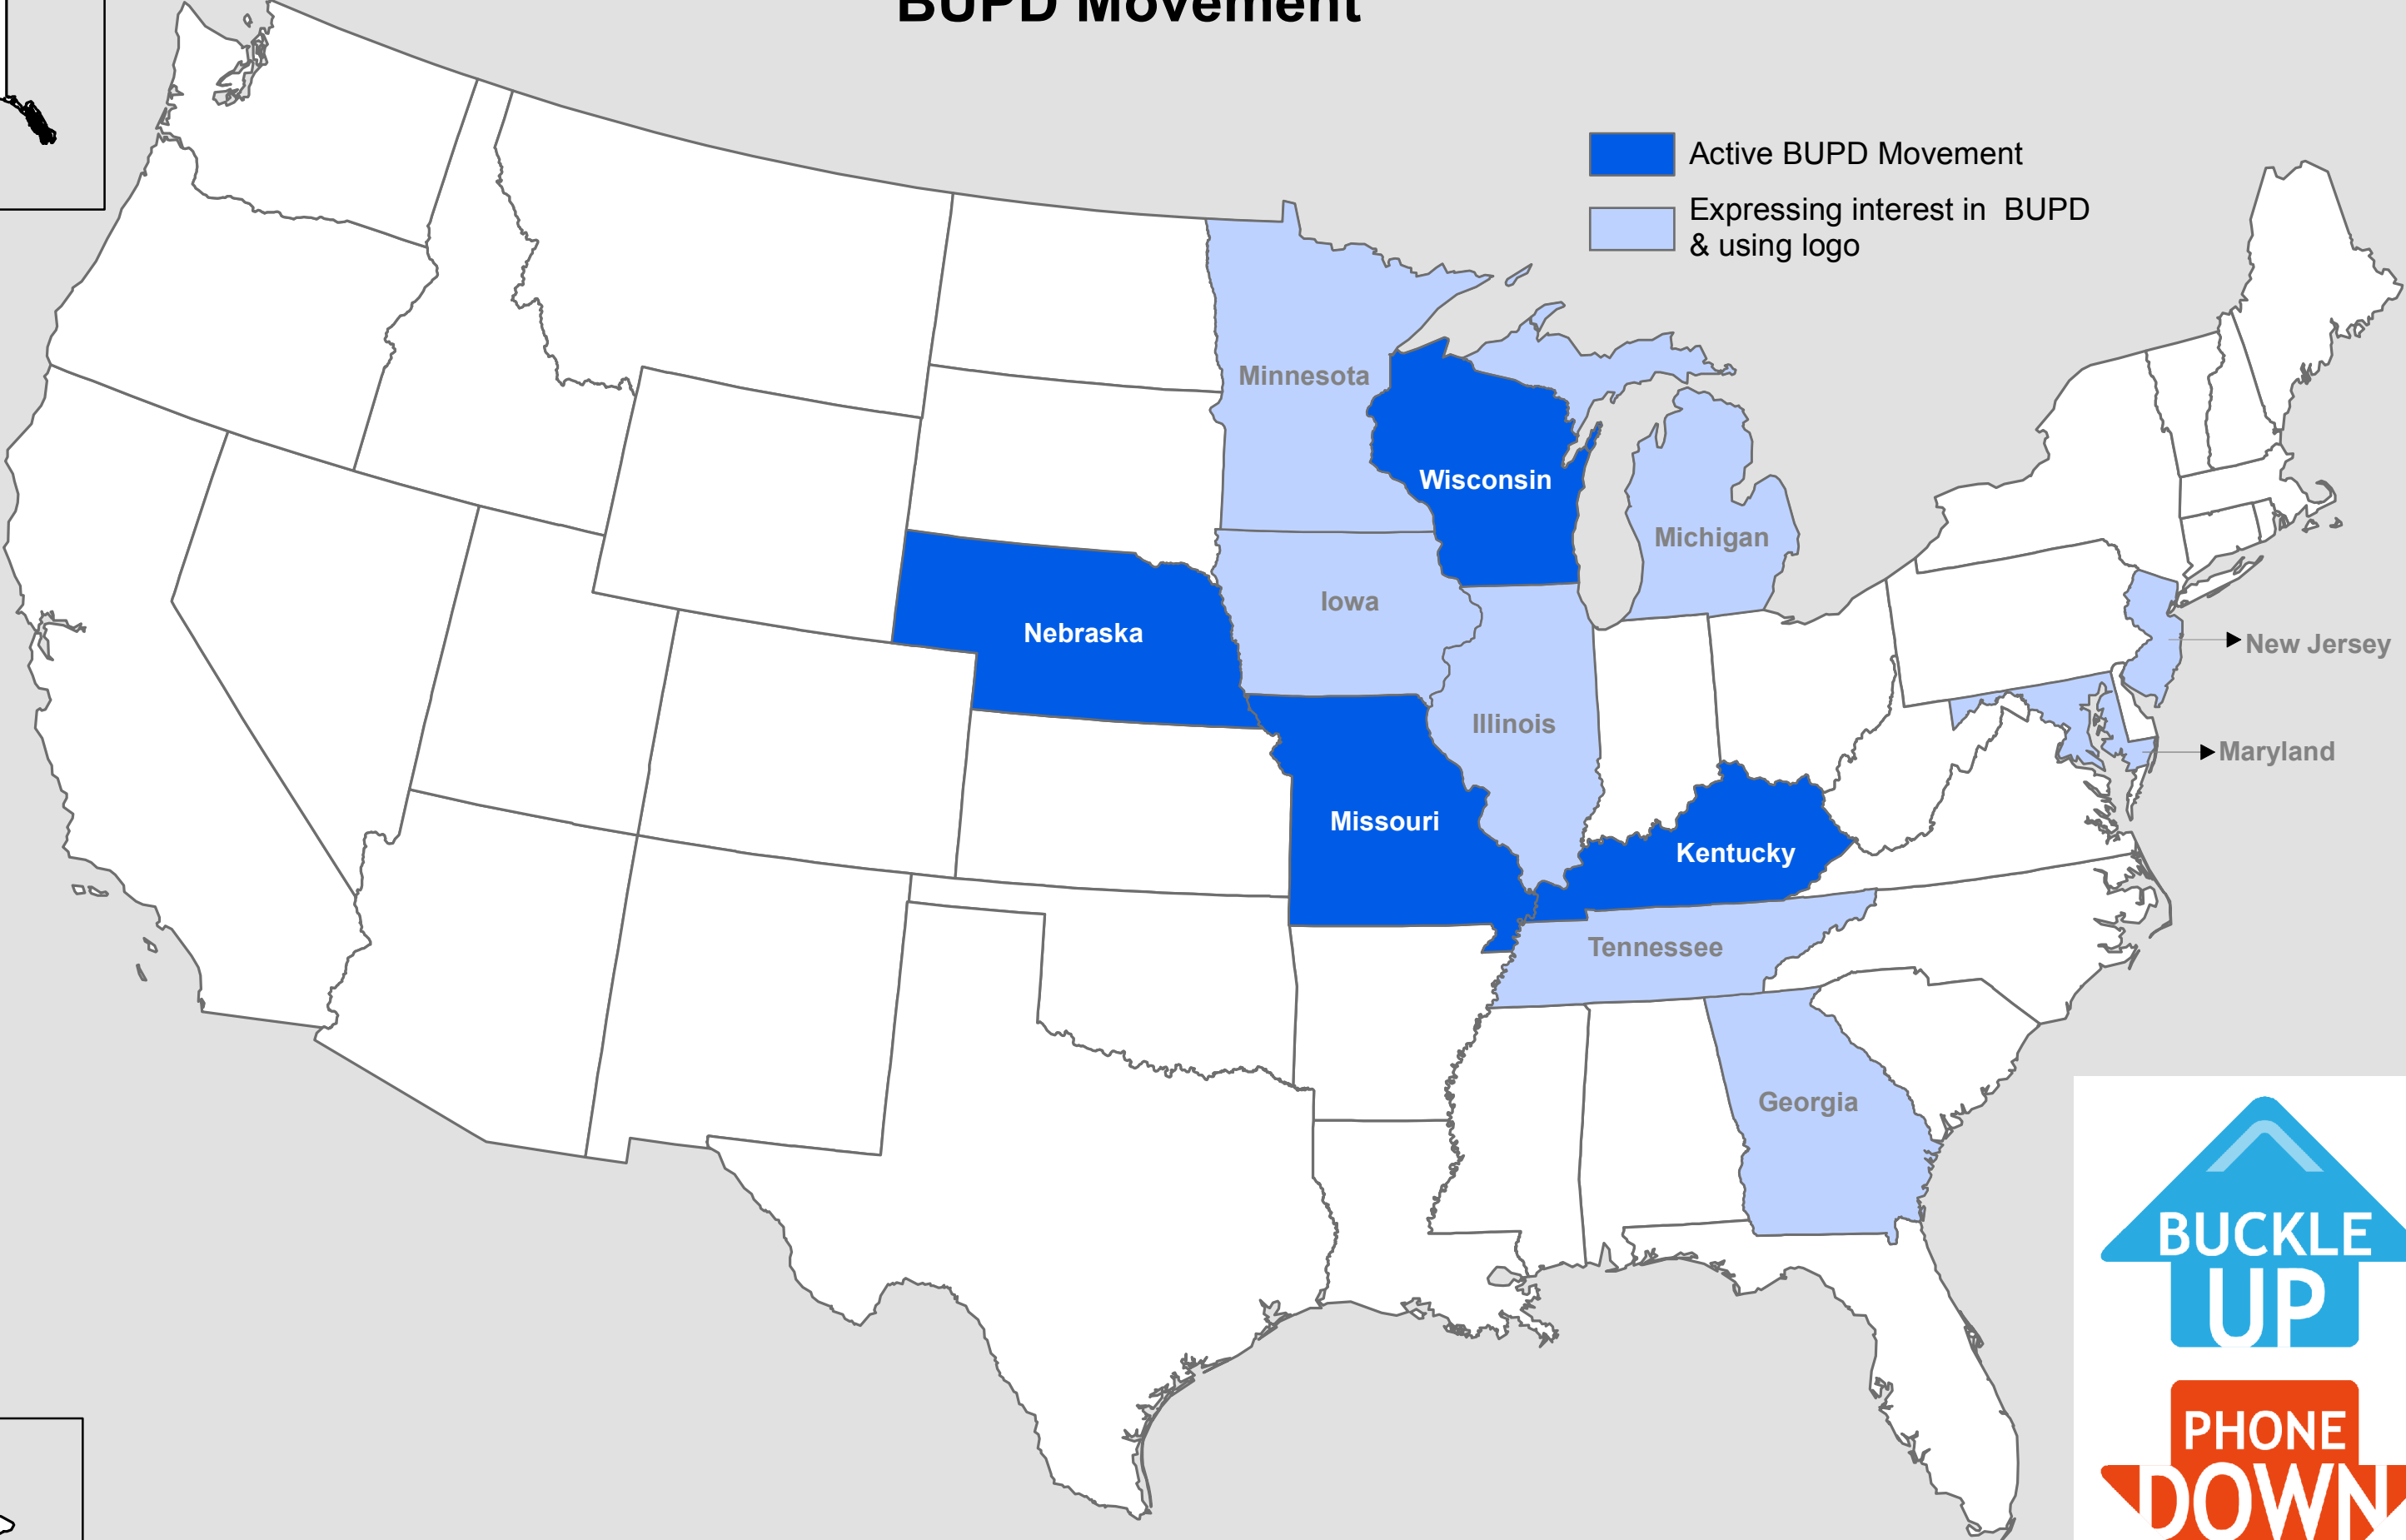 BUPD Movement
Active BUPD Movement
Expressing interest in BUPD
& using logo
Minnesota
Wisconsin
Michigan
Iowa
Nebraska
New Jersey
Illinois
Maryland
Missouri
Kentucky
Tennessee
Georgia
BUCKLE
UP
PHONE
DOWN